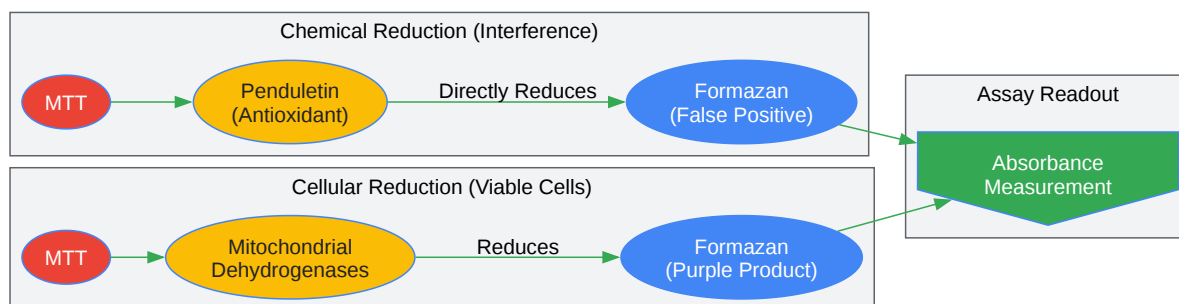 Chemical Reduction (Interference)
MTT
Penduletin
(Antioxidant)
Directly Reduces
Formazan
(False Positive)
Cellular Reduction (Viable Cells)
MTT
Mitochondrial
Dehydrogenases
Reduces
Formazan
(Purple Product)
Assay Readout
Absorbance
Measurement